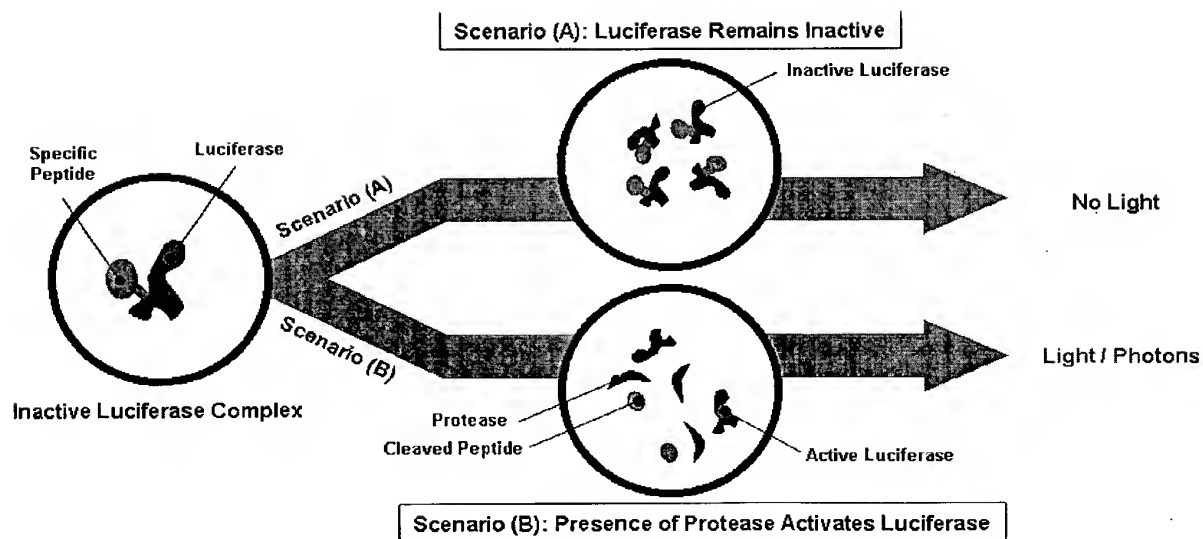 Scenario (A): Luciferase Remains Inactive
Inactive Luciferase
Specific
Peptide
Luciferase
Scenario (A)
No Light
Scenario (B)
Light / Photons
Inactive Luciferase Complex
Protease
Cleaved Peptide
Active Luciferase
Scenario (B): Presence of Protease Activates Luciferase